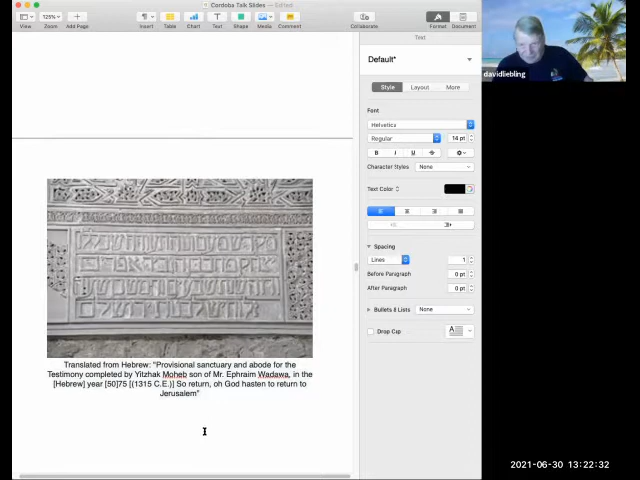 Cordoba Talk Slides — Edited
125%
View
Zoom
Add Page
Insert
Table
Chart
Text
Shape
Media
Comment
Collaborate
Format
Document
Text
Default*
Style
Layout
More
Font
Helvetica
Regular
14 pt
B
I
U
Character Styles
None
Text Color
Spacing
Lines
1
Before Paragraph
0 pt
After Paragraph
0 pt
Bullets & Lists
None
Drop Cap
davidliebling
Translated from Hebrew: "Provisional sanctuary and abode for the
Testimony completed by Yitzhak Moheb son of Mr. Ephraim Wadawa, in the
[Hebrew] year [50]75 [(1315 C.E.)] So return, oh God hasten to return to
Jerusalem"
2021-06-30 13:22:32